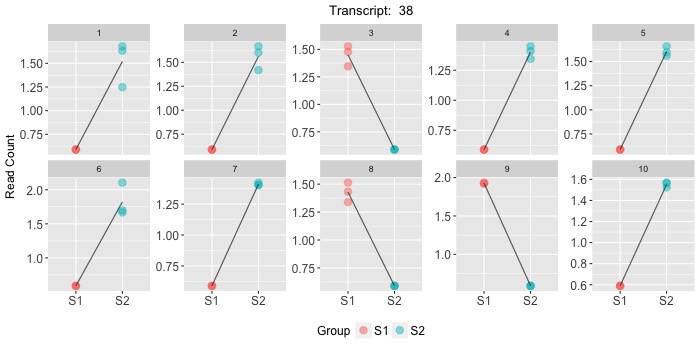 Transcript: 38
1 2 3 4 5
1.50 1.50 1.50 1.25 1.50
1.25 1.25 1.25 1.00 1.25
1.00 1.00 1.00 0.75 1.00
0.75 0.75 0.75 0.75
Read Count
6 7 8 9 10
2.0 1.25 1.50 2.0 1.6
1.5 1.00 1.25 1.5 1.4
1.0 0.75 1.00 1.0 1.2
0.75 1.0
0.8
0.6
S1 S2 S1 S2 S1 S2 S1 S2 S1 S2
Group S1 S2